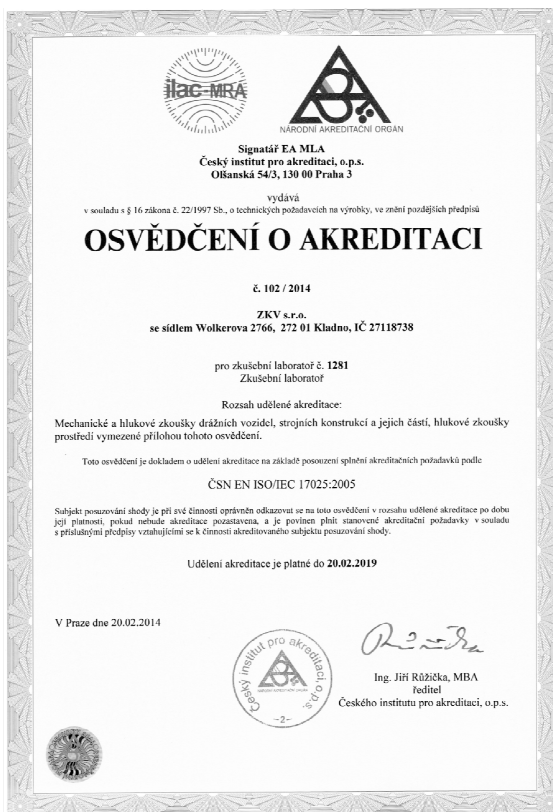 ilac-MRA
NÁRODNÍ AKREDITAČNÍ ORGÁN
Signatář EA MLA
Český institut pro akreditaci, o.p.s.
Olšanská 54/3, 130 00 Praha 3
vydává
v souladu s § 16 zákona č. 22/1997 Sb., o technických požadavcích na výrobky, ve znění pozdějších předpisů
OSVĚDČENÍ O AKREDITACI
č. 102 / 2014
ZKV s.r.o.
se sídlem Wolkerova 2766, 272 01 Kladno, IČ 27118738
pro zkušební laboratoř č. 1281
Zkušební laboratoř
Rozsah udělené akreditace:
Mechanické a hlukové zkoušky drážních vozidel, strojních konstrukcí a jejich částí, hlukové zkoušky
prostředí vymezené přílohou tohoto osvědčení.
Toto osvědčení je dokladem o udělení akreditace na základě posouzení splnění akreditačních požadavků podle
ČSN EN ISO/IEC 17025:2005
Subjekt posuzování shody je při své činnosti oprávněn odkazovat se na toto osvědčení v rozsahu udělené akreditace po dobu
její platnosti, pokud nebude akreditace pozastavena, a je povinen plnit stanovené akreditační požadavky v souladu
s příslušnými předpisy vztahujícími se k činnosti akreditovaného subjektu posuzování shody.
Udělení akreditace je platné do 20.02.2019
V Praze dne 20.02.2014
Český institut pro akreditaci, o.p.s.
NÁRODNÍ AKREDITAČNÍ ORGÁN
-2-
Růžička
Ing. Jiří Růžička, MBA
ředitel
Českého institutu pro akreditaci, o.p.s.